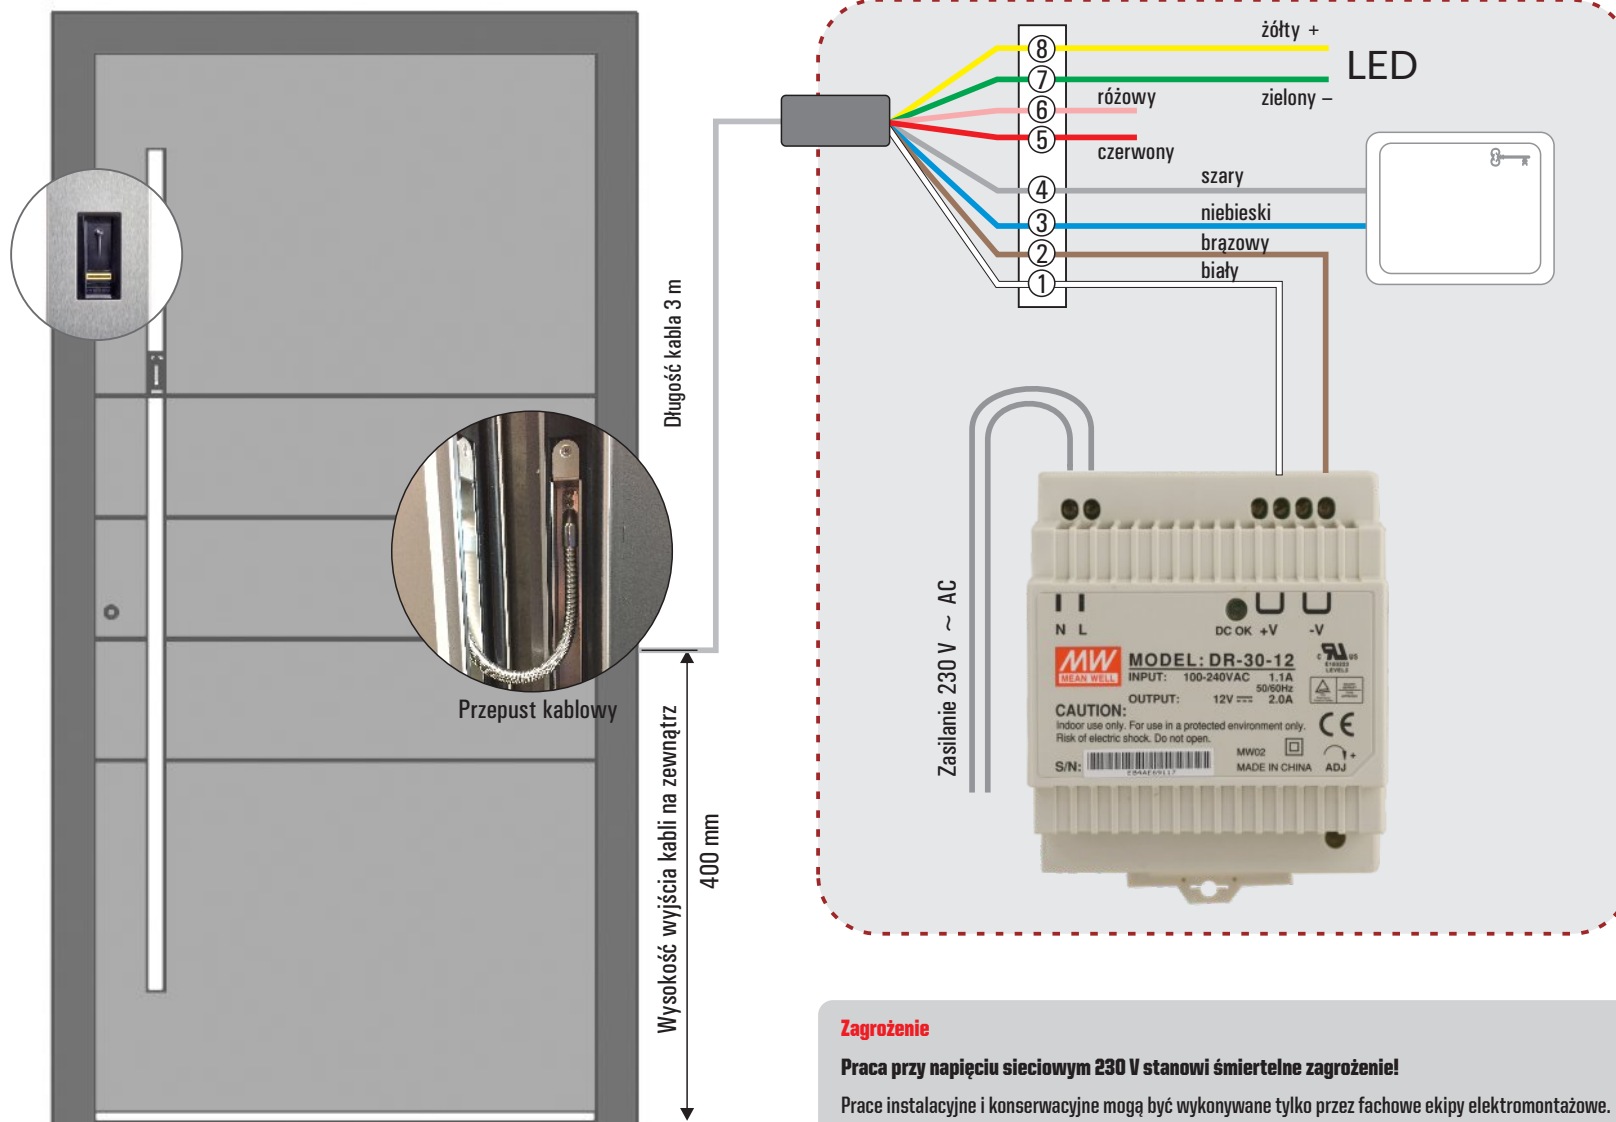 żółty +
LED
zielony –
8
7
6
5
4
3
2
1
różowy
czerwony
szary
niebieski
brązowy
biały
Długość kabla 3 m
Przepust kablowy
Wysokość wyjścia kabli na zewnątrz
400 mm
Zasilanie 230 V ~ AC
N L
DC OK +V -V
MW
MEAN WELL
MODEL: DR-30-12
INPUT: 100-240VAC 1.1A
50/60Hz
OUTPUT: 12V 2.0A
CAUTION:
Indoor use only. For use in a protected environment only.
Risk of electric shock. Do not open.
MW02
S/N:
MADE IN CHINA ADJ
Zagrożenie
Praca przy napięciu sieciowym 230 V stanowi śmiertelne zagrożenie!
Prace instalacyjne i konserwacyjne mogą być wykonywane tylko przez fachowe ekipy elektromontażowe.